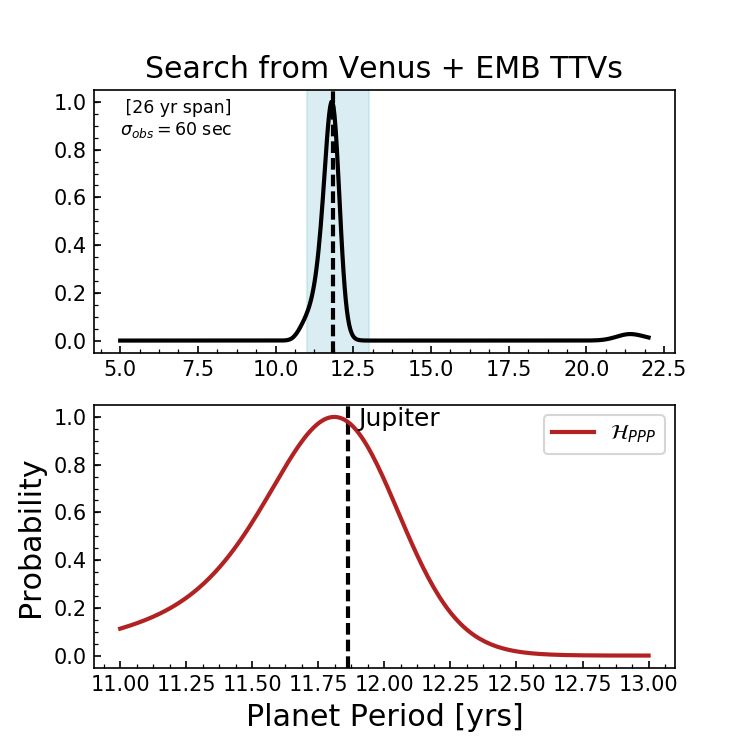 Search from Venus + EMB TTVs
[26 yr span]
σobs = 60 sec
1.0
0.8
0.6
0.4
0.2
0.0
5.0 7.5 10.0 12.5 15.0 17.5 20.0 22.5
Jupiter
ℋPPP
1.0
0.8
0.6
0.4
0.2
0.0
Probability
11.00 11.25 11.50 11.75 12.00 12.25 12.50 12.75 13.00
Planet Period [yrs]